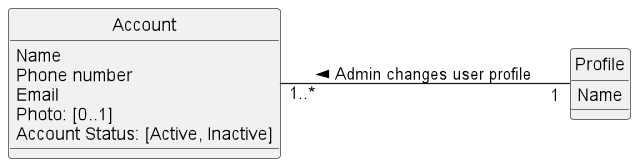 Account
Name
Phone number
Email
Photo: [0..1]
Account Status: [Active, Inactive]
Admin changes user profile
1..*
1
Profile
Name